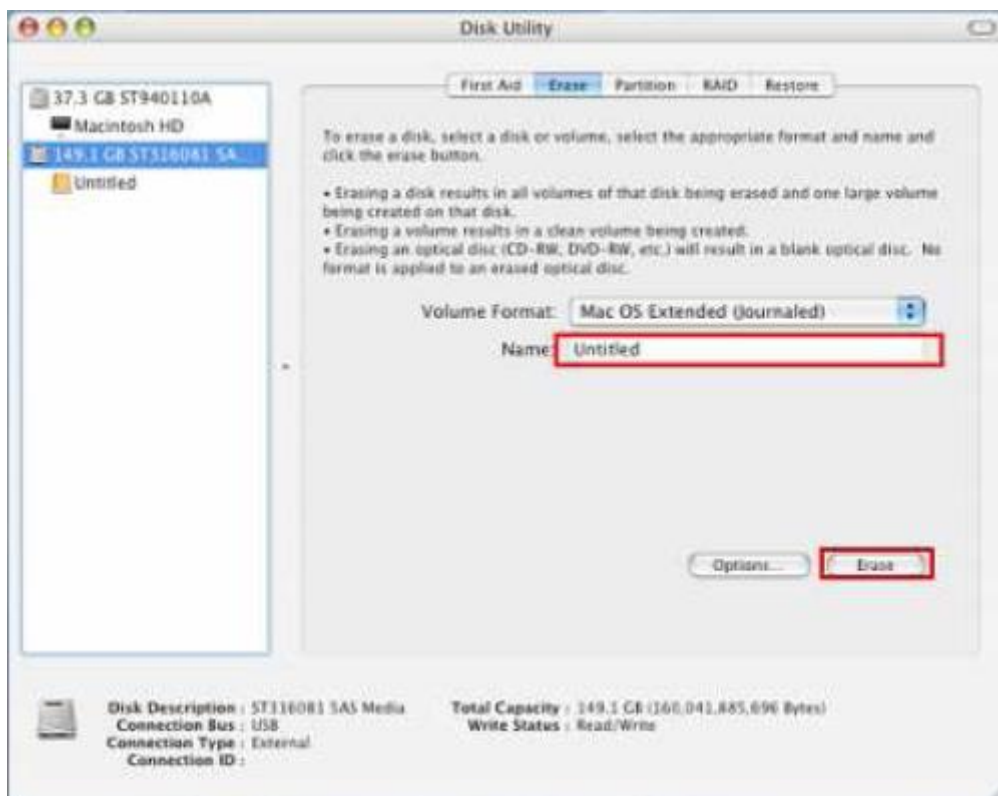 Disk Utility
37.3 GB ST940110A
Macintosh HD
149.1 GB ST316081 SA...
Untitled
First Aid Erase Partition RAID Restore
To erase a disk, select a disk or volume, select the appropriate format and name and
click the erase button.
• Erasing a disk results in all volumes of that disk being erased and one large volume
being created on that disk.
• Erasing a volume results in a clean volume being created.
• Erasing an optical disc (CD-RW, DVD-RW, etc.) will result in a blank optical disc. No
format is applied to an erased optical disc.
Volume Format: Mac OS Extended (Journaled)
Name: Untitled
Options... Erase
Disk Description : ST316081 SAS Media
Connection Bus : USB
Connection Type : External
Connection ID :
Total Capacity : 149.1 GB (160,041,885,696 Bytes)
Write Status : Read/Write